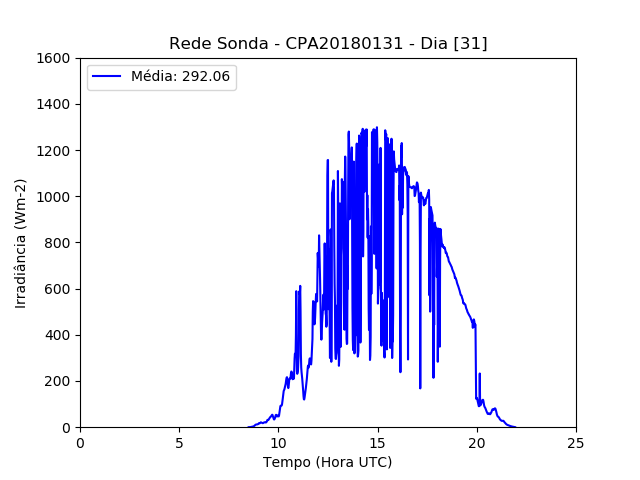 Rede Sonda - CPA20180131 - Dia [31]
Média: 292.06
1600
1400
1200
1000
800
600
400
200
0
Irradiância (Wm-2)
0 5 10 15 20 25
Tempo (Hora UTC)